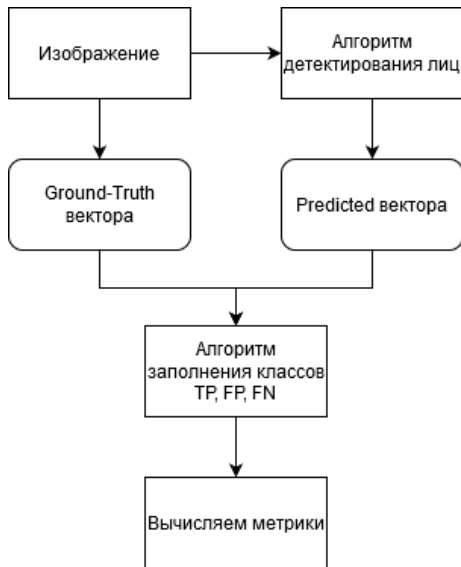 Изображение
Алгоритм
детектирования лиц
Ground-Truth
вектора
Predicted вектора
Алгоритм
заполнения классов
TP, FP, FN
Вычисляем метрики